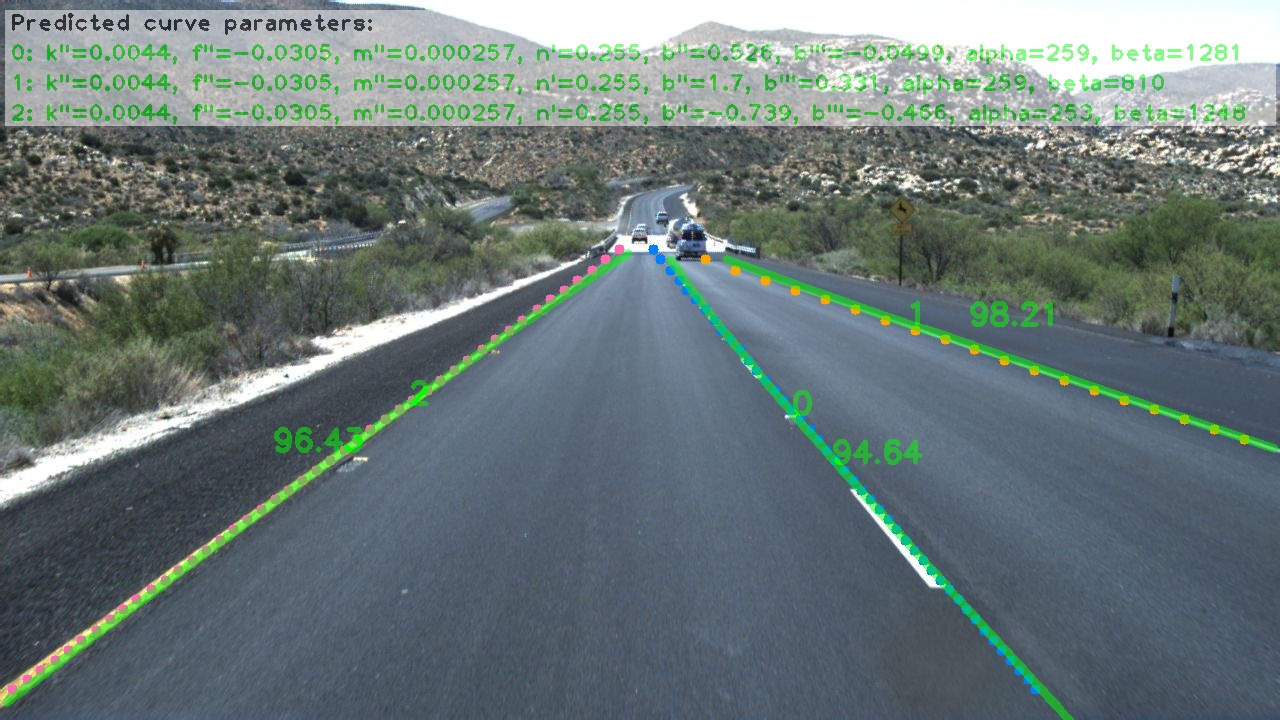 Predicted curve parameters:
0: k''=0.0044, f''=-0.0305, m''=0.000257, n'=0.255, b''=0.526, b'''=-0.0499, alpha=259, beta=1281
1: k''=0.0044, f''=-0.0305, m''=0.000257, n'=0.255, b''=1.7, b'''=0.331, alpha=259, beta=810
2: k''=0.0044, f''=-0.0305, m''=0.000257, n'=0.255, b''=-0.739, b'''=-0.466, alpha=253, beta=1248
1 98.21
2
0
96.43
94.64